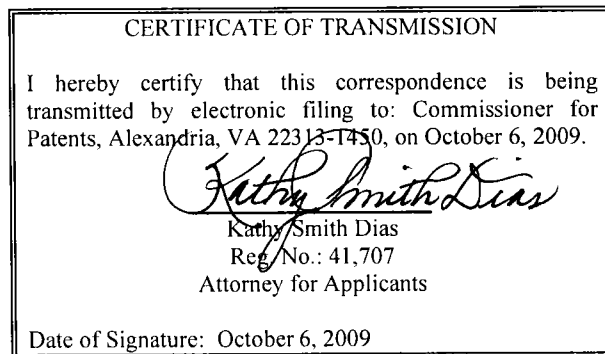 CERTIFICATE OF TRANSMISSION
I hereby certify that this correspondence is being
transmitted by electronic filing to: Commissioner for
Patents, Alexandria, VA 22313-1450, on October 6, 2009.
Kathy Smith Dias
Kathy Smith Dias
Reg. No.: 41,707
Attorney for Applicants
Date of Signature: October 6, 2009